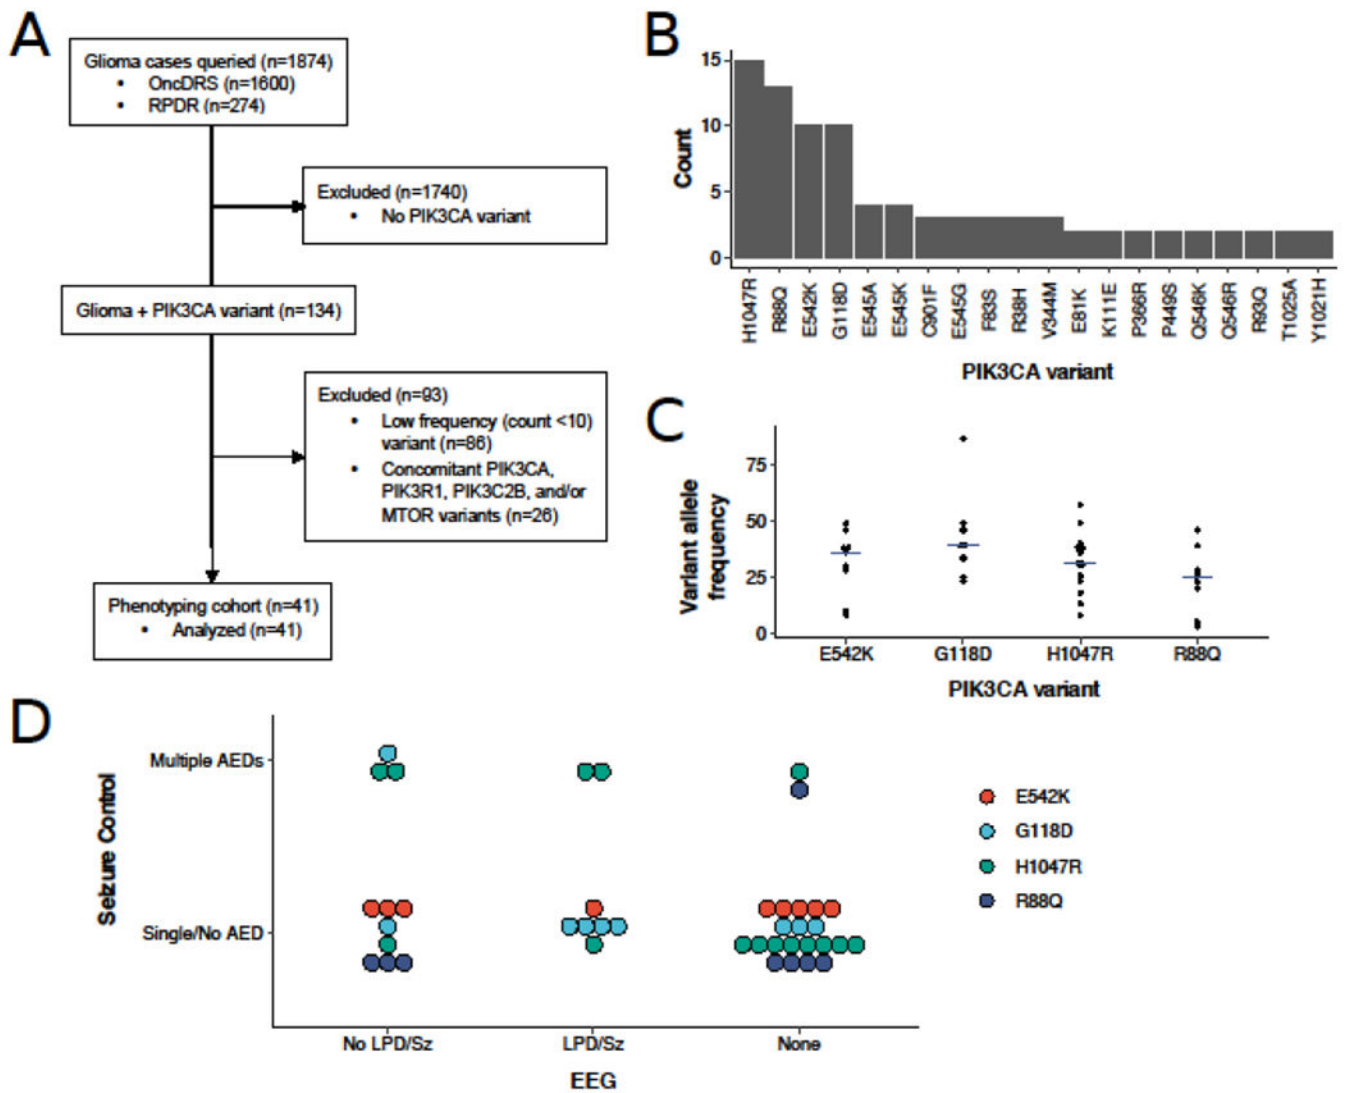 A
Glioma cases queried (n=1874)
• OncDRS (n=1600)
• RPDR (n=274)
Excluded (n=1740)
• No PIK3CA variant
Glioma + PIK3CA variant (n=134)
Excluded (n=93)
• Low frequency (count <10)
variant (n=86)
• Concomitant PIK3CA,
PIK3R1, PIK3C2B, and/or
MTOR variants (n=26)
Phenotyping cohort (n=41)
• Analyzed (n=41)
B
Count
15
10
5
0
H1047R
R88Q
E542K
G118D
E545A
E545K
C901F
E545G
F83S
R38H
V344M
E81K
K111E
P366R
P449S
Q546K
Q546R
R93Q
T1025A
Y1021H
PIK3CA variant
C
Variant allele
frequency
75
50
25
0
E542K G118D H1047R R88Q
PIK3CA variant
D
Seizure Control
Multiple AEDs
Single/No AED
No LPD/Sz LPD/Sz None
EEG
E542K
G118D
H1047R
R88Q